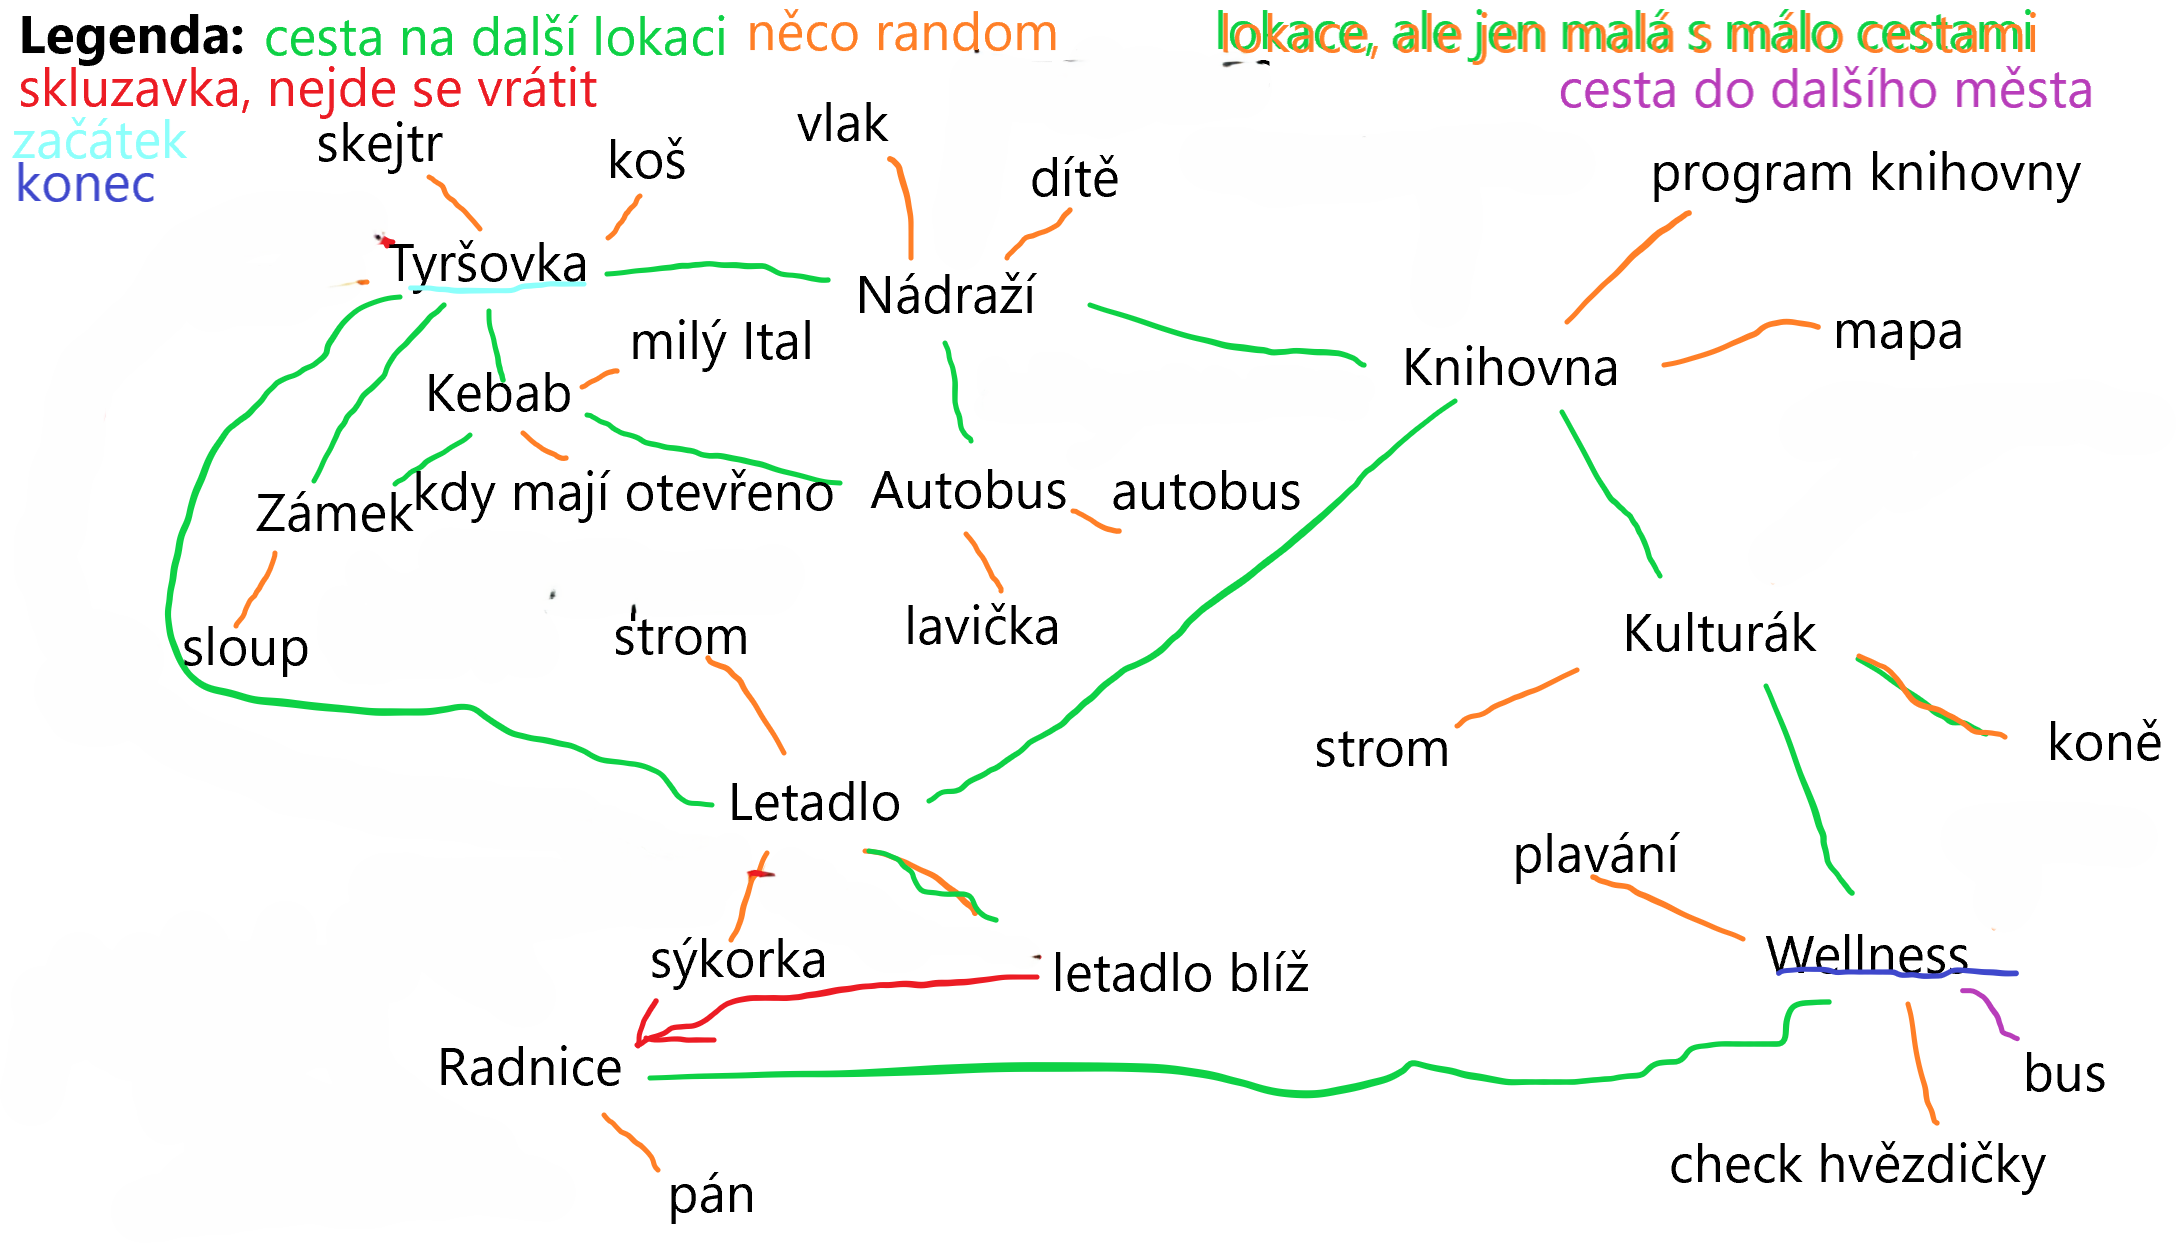 Legenda: cesta na další lokaci něco random lokace, ale jen malá s málo cestami
skluzavka, nejde se vrátit cesta do dalšího města
začátek
konec
skejtr
koš
vlak
dítě
program knihovny
Tyršovka
Nádraží
milý Ital
mapa
Knihovna
Kebab
Zámek
kdy mají otevřeno
Autobus
autobus
sloup
strom
lavička
Kulturák
strom
koně
Letadlo
plavání
sýkorka
letadlo blíž
Wellness
Radnice
bus
pán
check hvězdičky